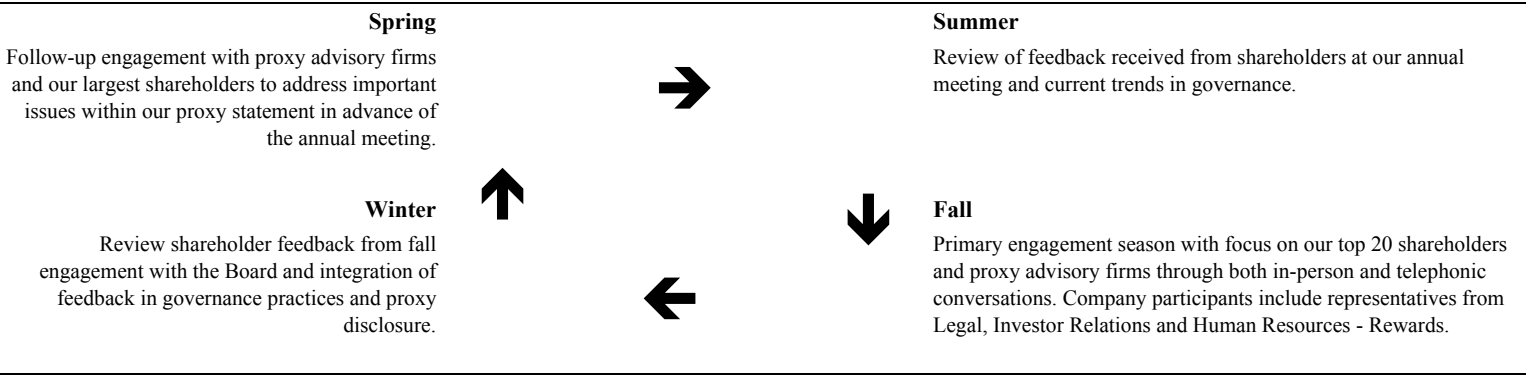 Spring
Follow-up engagement with proxy advisory firms
and our largest shareholders to address important
issues within our proxy statement in advance of
the annual meeting.
Summer
Review of feedback received from shareholders at our annual
meeting and current trends in governance.
Winter
Review shareholder feedback from fall
engagement with the Board and integration of
feedback in governance practices and proxy
disclosure.
Fall
Primary engagement season with focus on our top 20 shareholders
and proxy advisory firms through both in-person and telephonic
conversations. Company participants include representatives from
Legal, Investor Relations and Human Resources - Rewards.